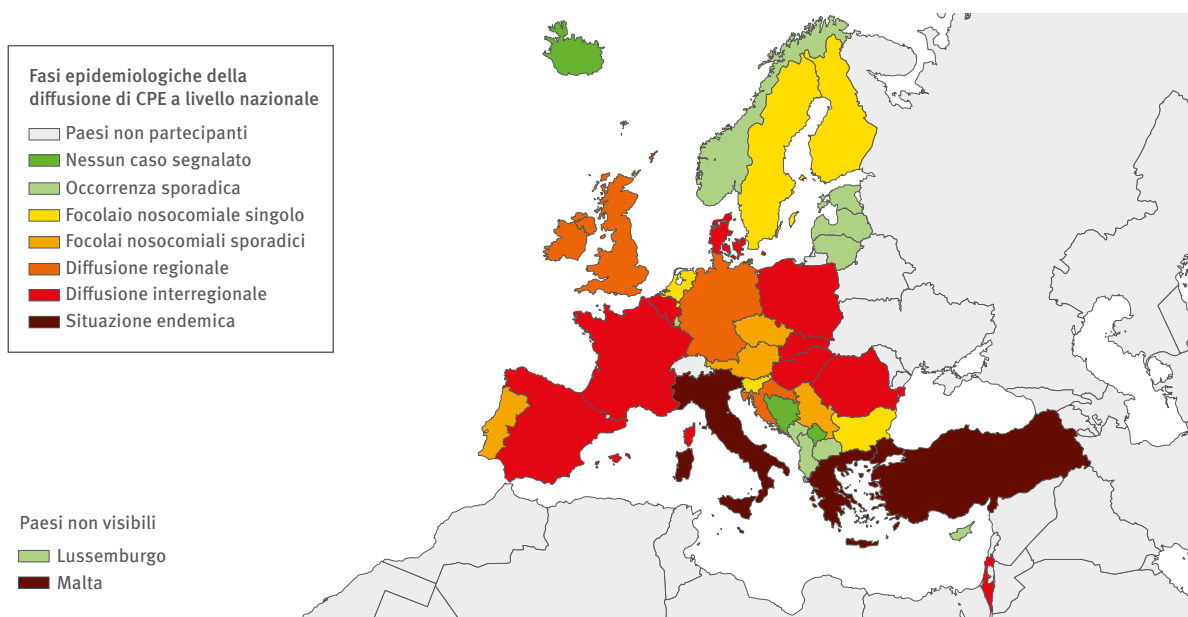 Fasi epidemiologiche della
diffusione di CPE a livello nazionale
Paesi non partecipanti
Nessun caso segnalato
Occorrenza sporadica
Focolaio nosocomiale singolo
Focolai nosocomiali sporadici
Diffusione regionale
Diffusione interregionale
Situazione endemica
Paesi non visibili
Lussemburgo
Malta